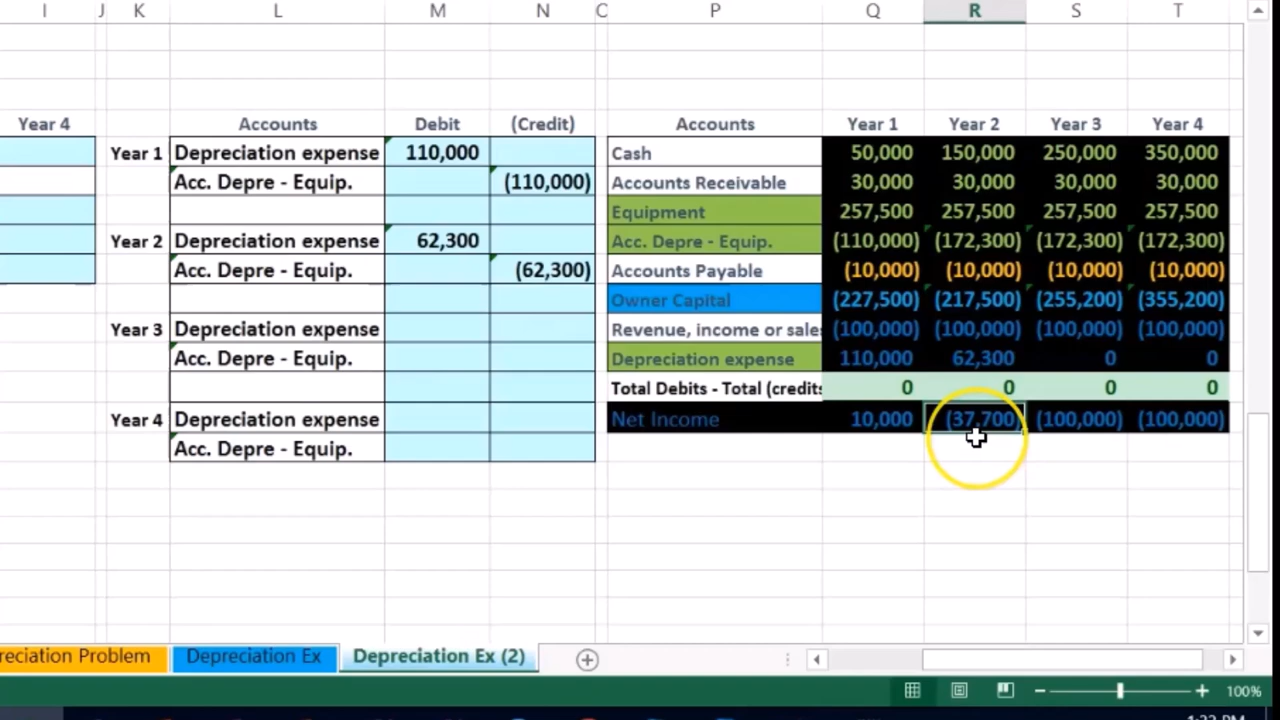 I J K L M N C P Q R S T
Year 4 Accounts Debit (Credit) Accounts Year 1 Year 2 Year 3 Year 4
Year 1 Depreciation expense 110,000 Cash 50,000 150,000 250,000 350,000
Acc. Depre - Equip. (110,000) Accounts Receivable 30,000 30,000 30,000 30,000
Equipment 257,500 257,500 257,500 257,500
Year 2 Depreciation expense 62,300 Acc. Depre - Equip. (110,000) (172,300) (172,300) (172,300)
Acc. Depre - Equip. (62,300) Accounts Payable (10,000) (10,000) (10,000) (10,000)
Owner Capital (227,500) (217,500) (255,200) (355,200)
Year 3 Depreciation expense Revenue, income or sales (100,000) (100,000) (100,000) (100,000)
Acc. Depre - Equip. Depreciation expense 110,000 62,300 0 0
Total Debits - Total (credits 0 0 0 0
Year 4 Depreciation expense Net Income 10,000 (37,700) (100,000) (100,000)
Acc. Depre - Equip.
reciation Problem Depreciation Ex Depreciation Ex (2)
100%